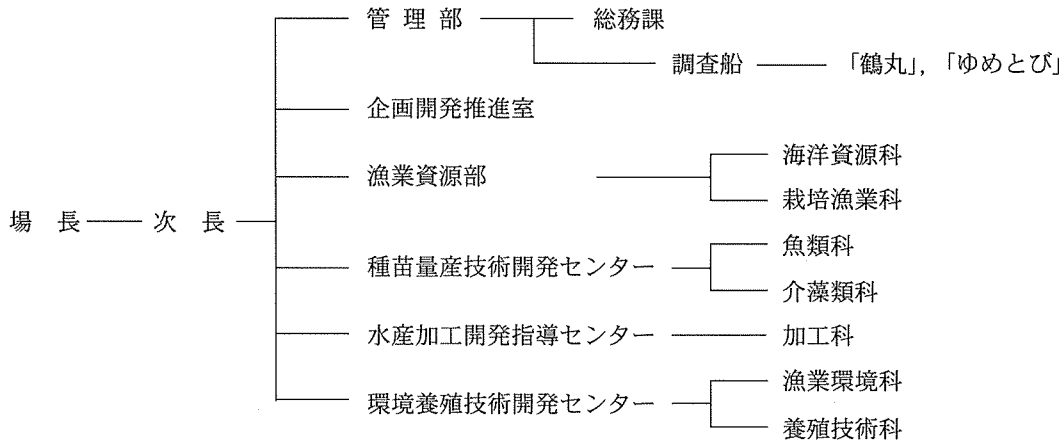 管理部 総務課
調査船 「鶴丸」,「ゆめとび」
企画開発推進室
海洋資源科
漁業資源部
栽培漁業科
場長 次長
魚類科
種苗量産技術開発センター
介藻類科
水産加工開発指導センター 加工科
漁業環境科
環境養殖技術開発センター
養殖技術科